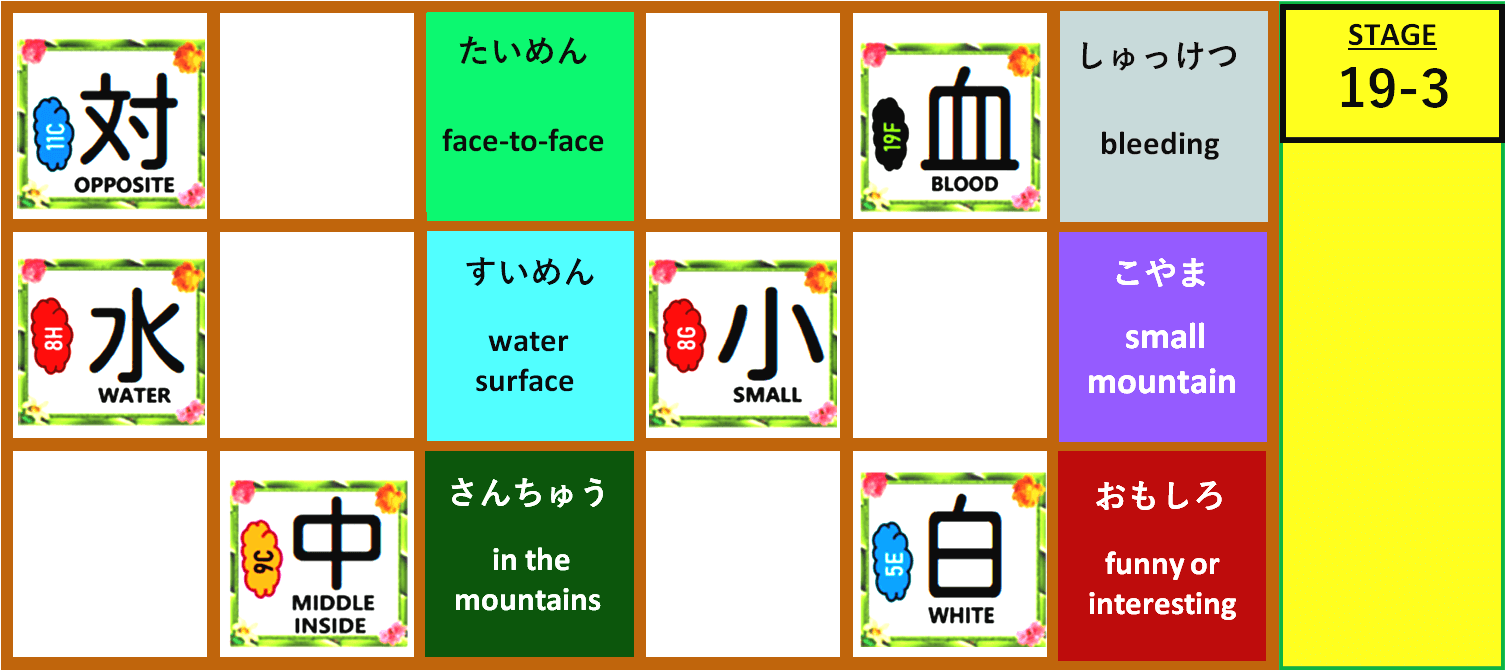 11C
対
OPPOSITE
たいめん
face-to-face
19F
血
BLOOD
しゅっけつ
bleeding
STAGE
19-3
8H
水
WATER
すいめん
water
surface
8G
小
SMALL
こやま
small
mountain
9C
中
MIDDLE
INSIDE
さんちゅう
in the
mountains
5E
白
WHITE
おもしろ
funny or
interesting